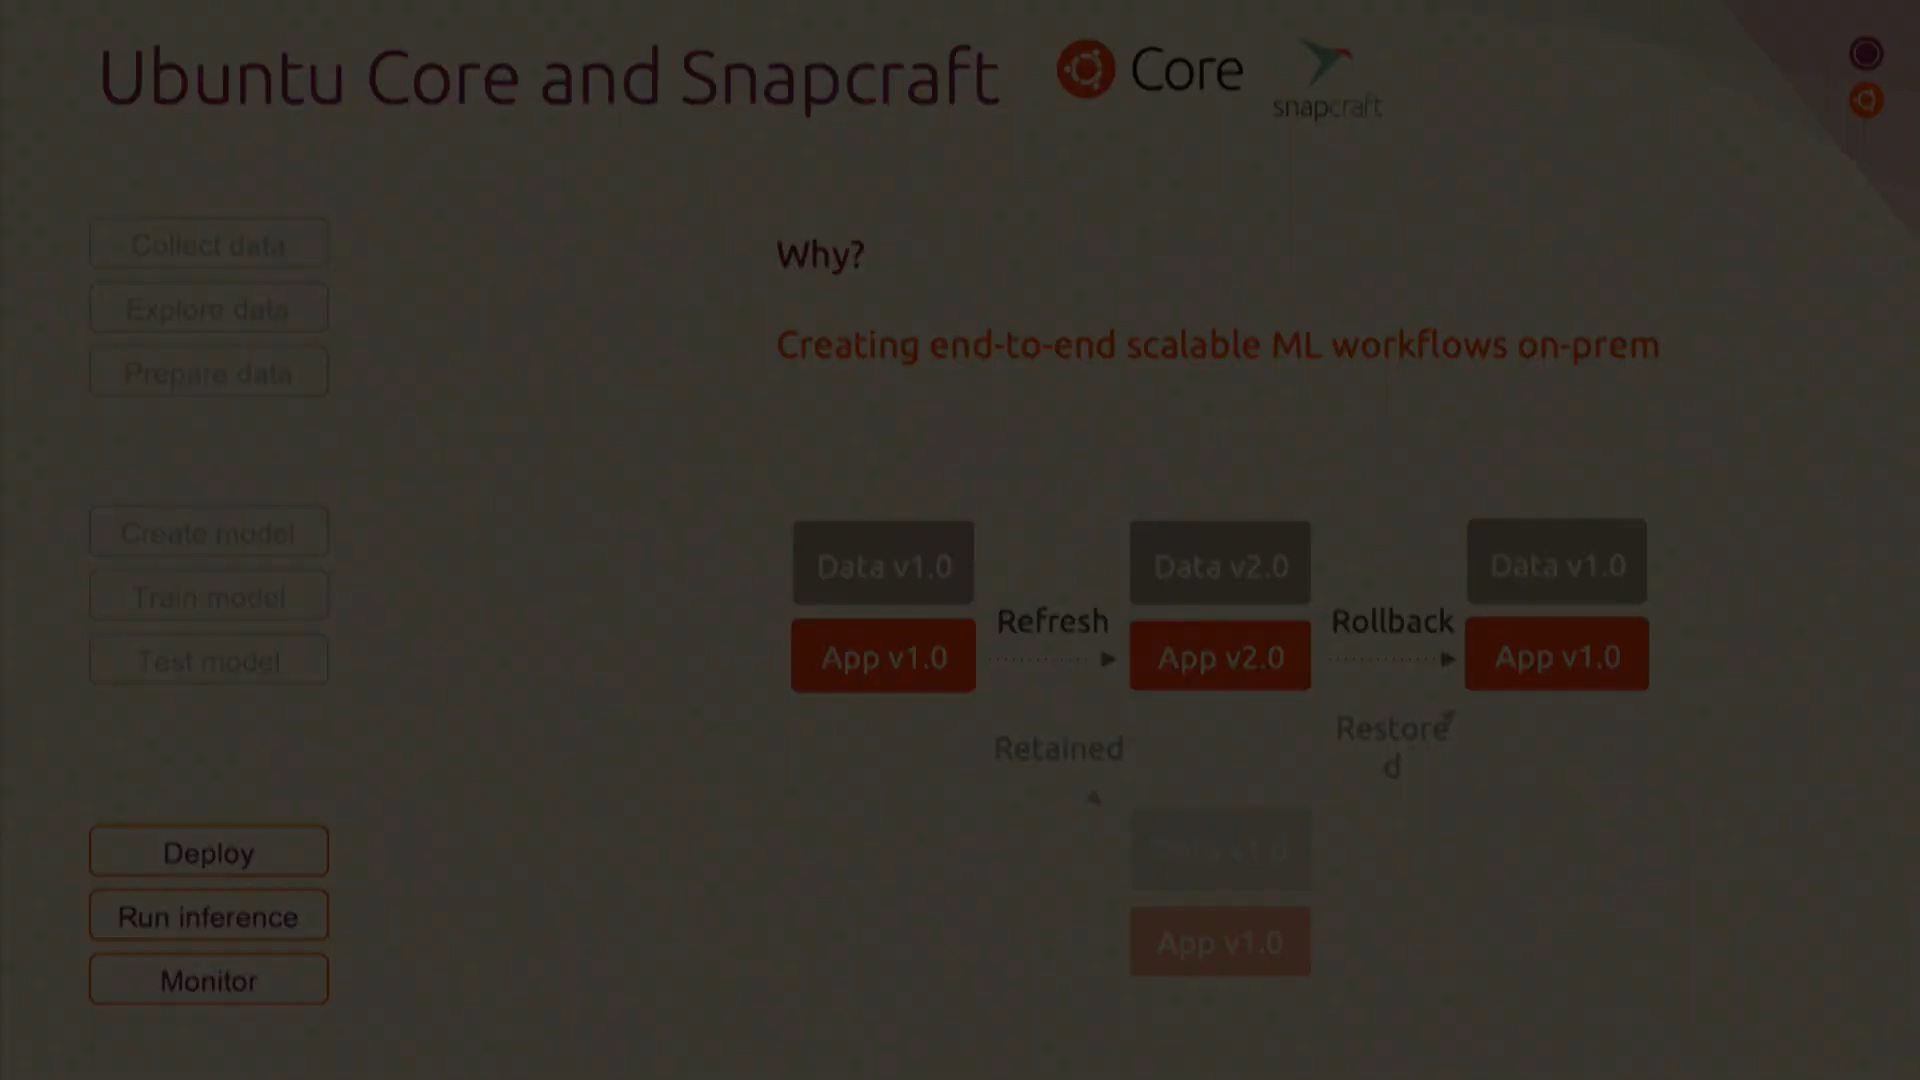 Ubuntu Core and Snapcraft
Core
snapcraft
Collect data
Explore data
Prepare data
Create model
Train model
Test model
Deploy
Run inference
Monitor
Why?
Creating end-to-end scalable ML workflows on-prem
Data v1.0
App v1.0
Refresh
Data v2.0
App v2.0
Rollback
Data v1.0
App v1.0
Retained
Restore
d
Data v1.0
App v1.0